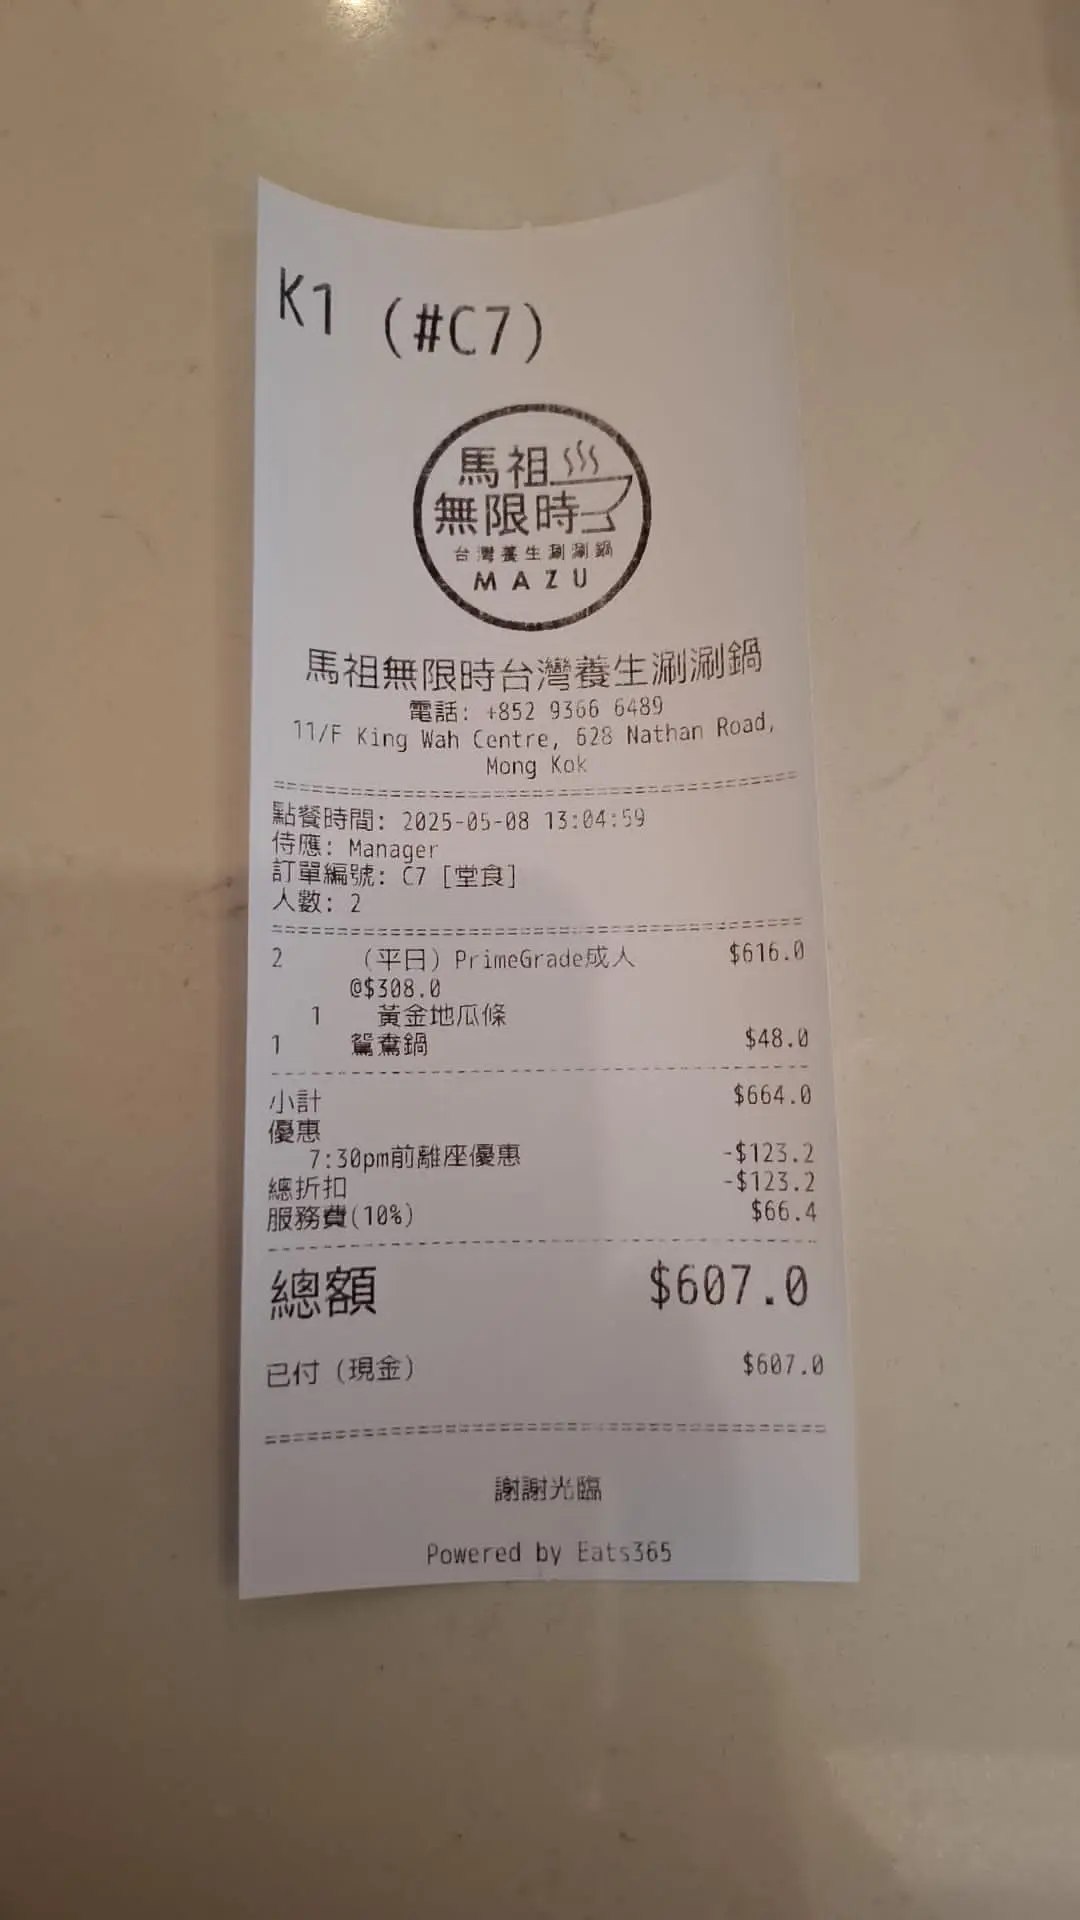 K1 (#C7)
馬祖
無限時
台灣養生涮涮鍋
MAZU
馬祖無限時台灣養生涮涮鍋
電話: +852 9366 6489
11/F King Wah Centre, 628 Nathan Road,
Mong Kok
點餐時間: 2025-05-08 13:04:59
侍應: Manager
訂單編號: C7 [堂食]
人數: 2
2 (平日) PrimeGrade成人 $616.0
@$308.0
1 黃金地瓜條
1 鴛鴦鍋 $48.0
小計 $664.0
優惠
7:30pm前離座優惠 -$123.2
總折扣 -$123.2
服務費(10%) $66.4
總額 $607.0
已付 (現金) $607.0
謝謝光臨
Powered by Eats365